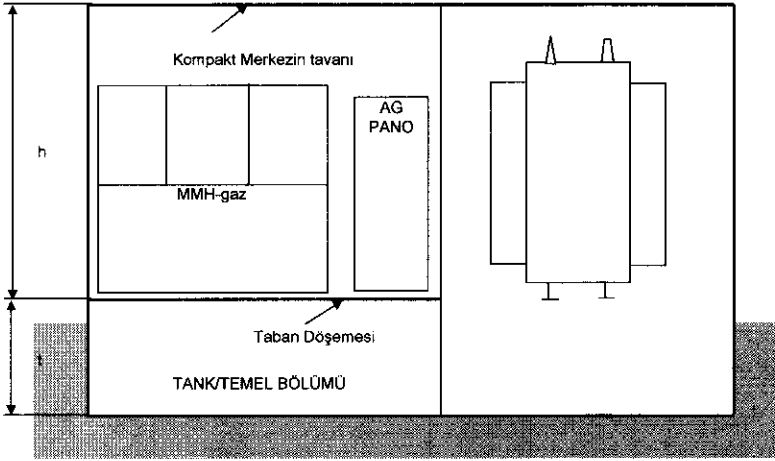 Kompakt Merkezin tavanı
AG
PANO
h
MMH-gaz
Taban Döşemesi
t
TANK/TEMEL BÖLÜMÜ